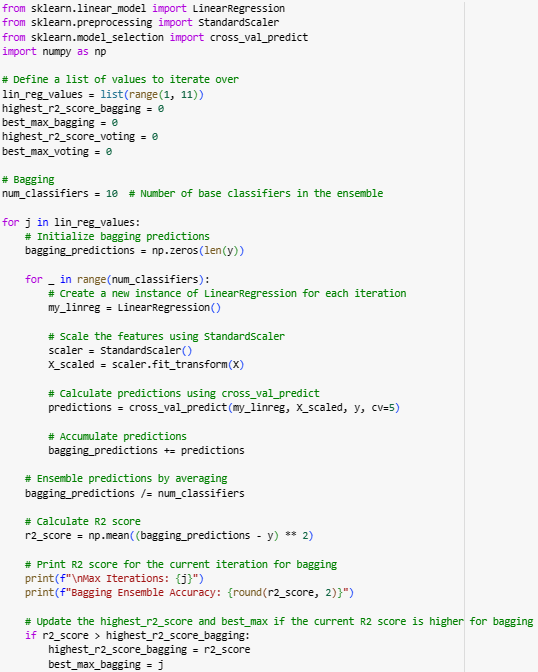 from sklearn.linear_model import LinearRegression
from sklearn.preprocessing import StandardScaler
from sklearn.model_selection import cross_val_predict
import numpy as np
# Define a list of values to iterate over
lin_reg_values = list(range(1, 11))
highest_r2_score_bagging = 0
best_max_bagging = 0
highest_r2_score_voting = 0
best_max_voting = 0
# Bagging
num_classifiers = 10  # Number of base classifiers in the ensemble
for j in lin_reg_values:
    # Initialize bagging predictions
    bagging_predictions = np.zeros(len(y))
    for _ in range(num_classifiers):
        # Create a new instance of LinearRegression for each iteration
        my_linreg = LinearRegression()
        # Scale the features using StandardScaler
        scaler = StandardScaler()
        X_scaled = scaler.fit_transform(X)
        # Calculate predictions using cross_val_predict
        predictions = cross_val_predict(my_linreg, X_scaled, y, cv=5)
        # Accumulate predictions
        bagging_predictions += predictions
    # Ensemble predictions by averaging
    bagging_predictions /= num_classifiers
    # Calculate R2 score
    r2_score = np.mean((bagging_predictions - y) ** 2)
    # Print R2 score for the current iteration for bagging
    print(f"\nMax Iterations: {j}")
    print(f"Bagging Ensemble Accuracy: {round(r2_score, 2)}")
    # Update the highest_r2_score and best_max if the current R2 score is higher for bagging
    if r2_score > highest_r2_score_bagging:
        highest_r2_score_bagging = r2_score
        best_max_bagging = j